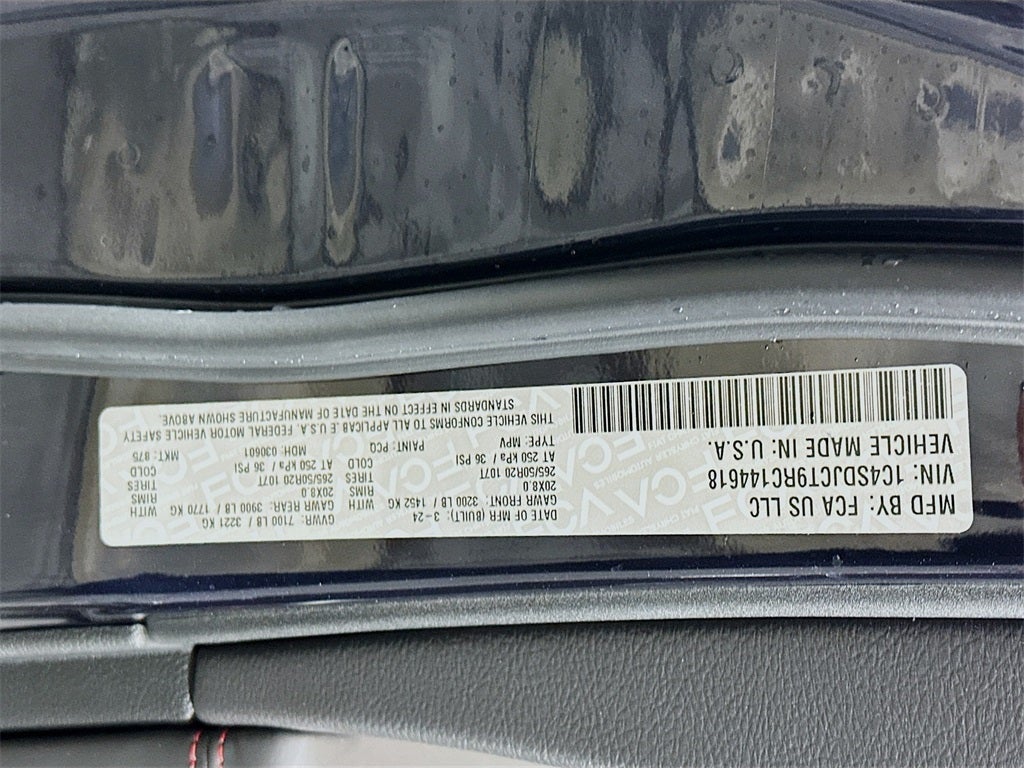 MFD BY: FCA US LLC
VIN: 1C4SDJCT9RC144618
VEHICLE MADE IN: U.S.A.
DATE OF MFR (BUILT): 3-24
GWVR: 7100 LB / 3221 KG
GAWR FRONT: 3200 LB / 1452 KG WITH
GAWR REAR: 3900 LB / 1770 KG WITH
20X8.0 RIMS
20X8.0 RIMS
265/50R20 107T TIRES
265/50R20 107T TIRES
AT 250 kPa / 36 PSI COLD
AT 250 kPa / 36 PSI COLD
TYPE: MPV PAINT: PCQ MDH: 030601 MKT: 875
THIS VEHICLE CONFORMS TO ALL APPLICABLE FEDERAL MOTOR VEHICLE SAFETY
STANDARDS IN EFFECT ON THE DATE OF MANUFACTURE SHOWN ABOVE.